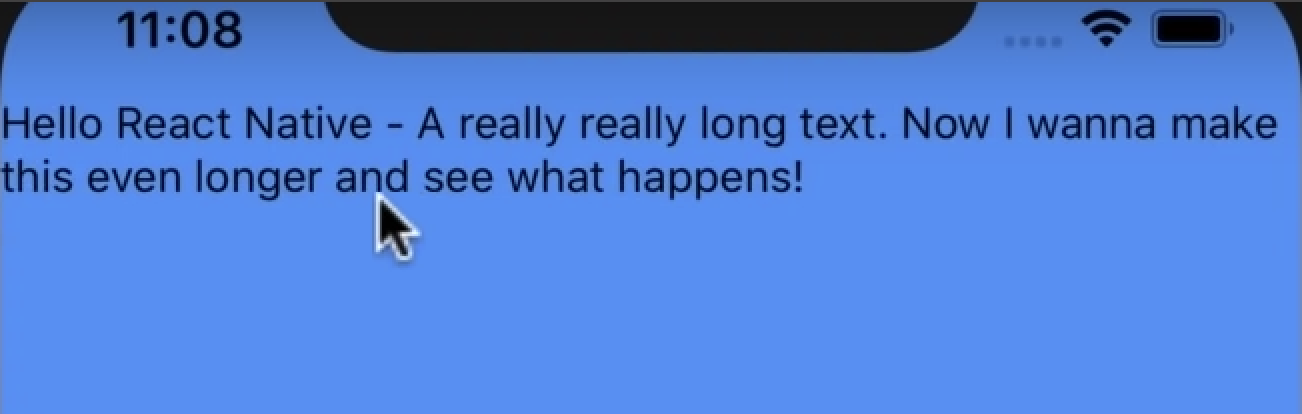 11:08
Hello React Native - A really really long text. Now I wanna make
this even longer and see what happens!